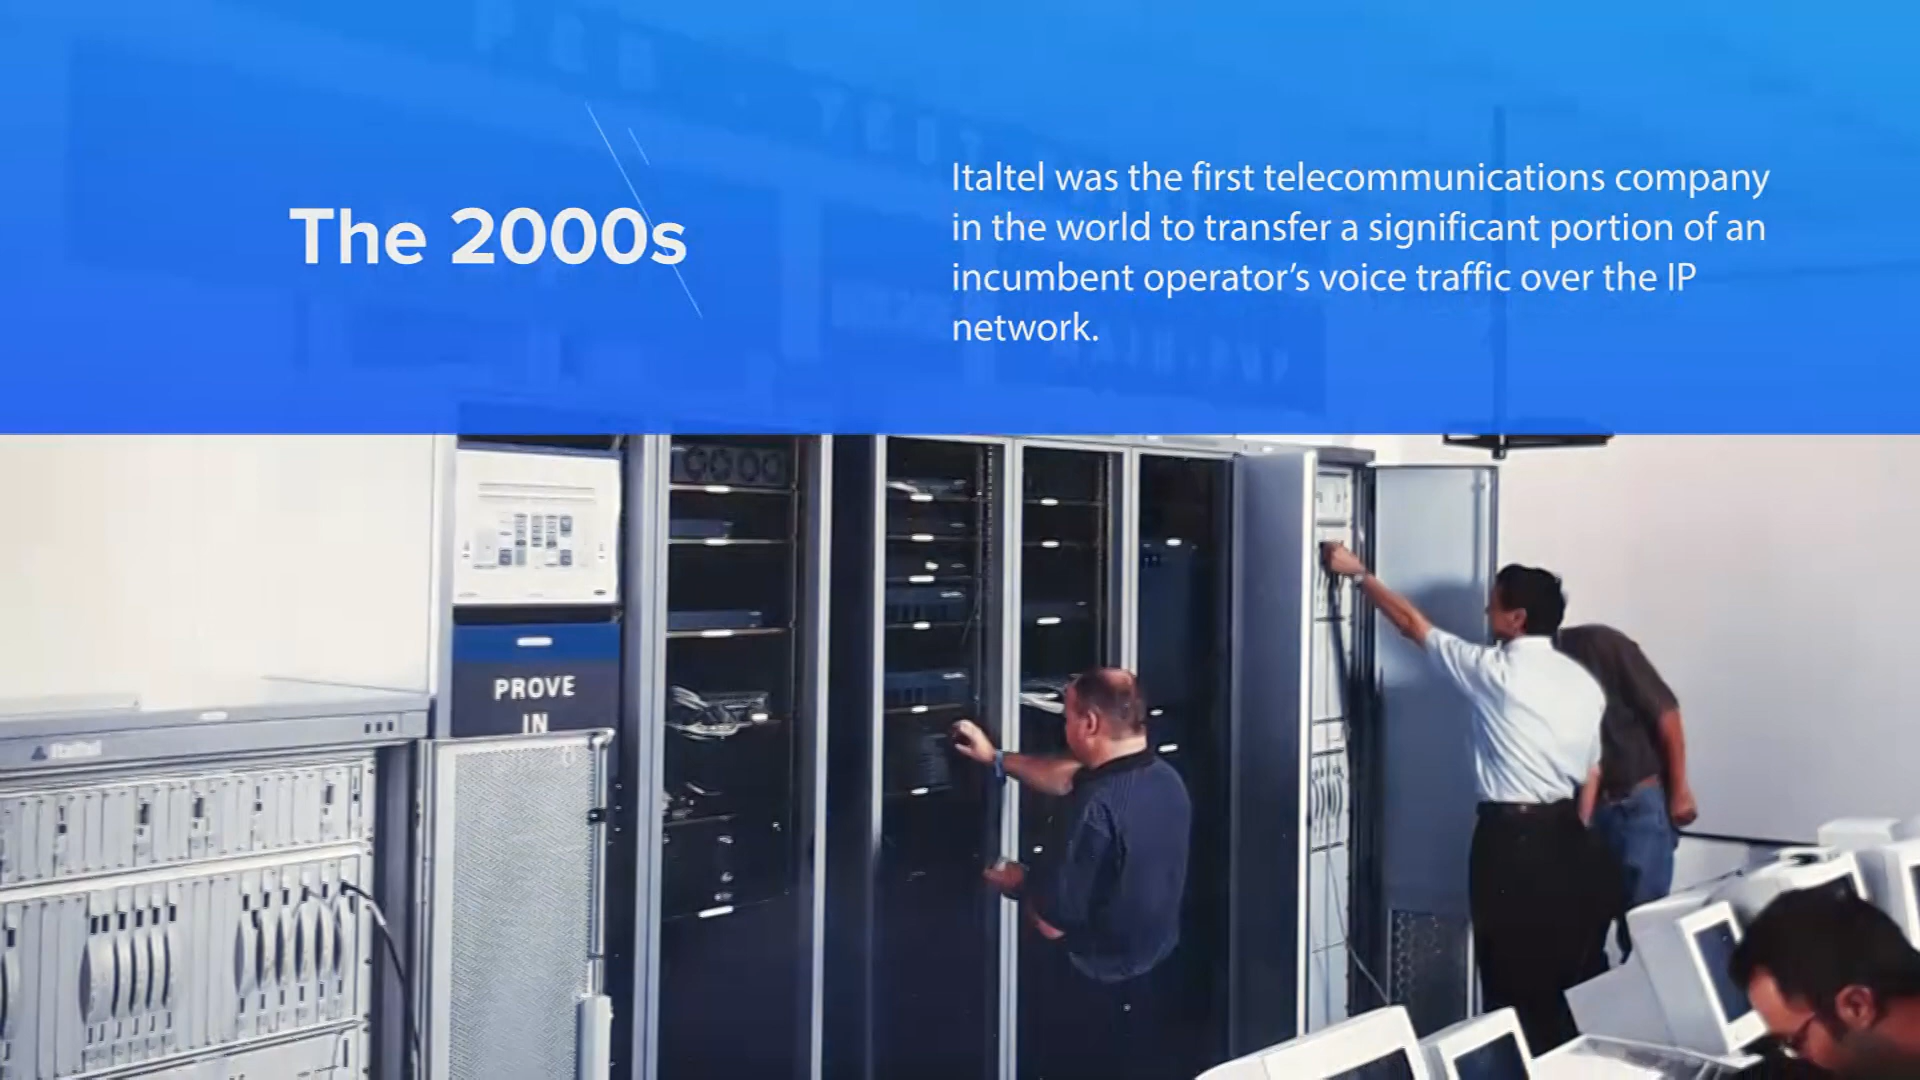 The 2000s
Italtel was the first telecommunications company
in the world to transfer a significant portion of an
incumbent operator’s voice traffic over the IP
network.
PROVE
IN
Italtel